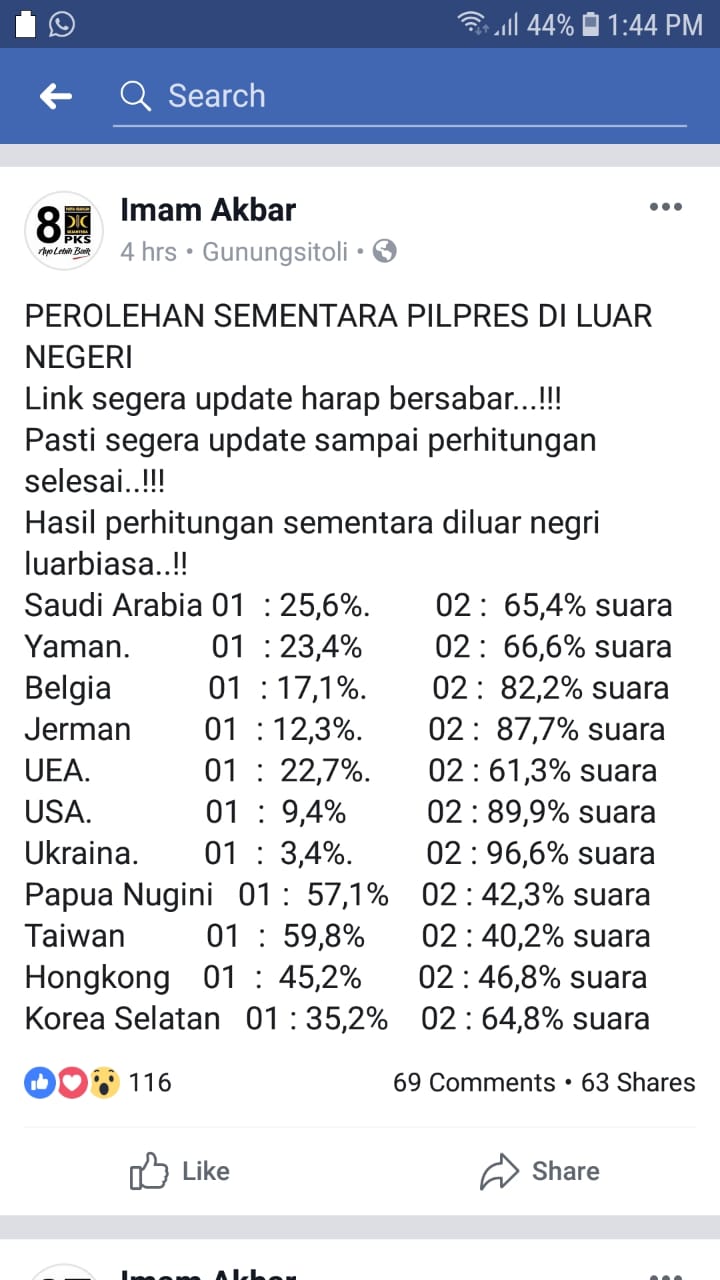 44% 1:44 PM
Search
8 PKS
Ayo Lebih Baik
Imam Akbar
4 hrs • Gunungsitoli •
PEROLEHAN SEMENTARA PILPRES DI LUAR
NEGERI
Link segera update harap bersabar...!!!
Pasti segera update sampai perhitungan
selesai..!!!
Hasil perhitungan sementara diluar negri
luarbiasa..!!
Saudi Arabia 01 : 25,6%. 02 : 65,4% suara
Yaman. 01 : 23,4% 02 : 66,6% suara
Belgia 01 : 17,1%. 02 : 82,2% suara
Jerman 01 : 12,3%. 02 : 87,7% suara
UEA. 01 : 22,7%. 02 : 61,3% suara
USA. 01 : 9,4% 02 : 89,9% suara
Ukraina. 01 : 3,4%. 02 : 96,6% suara
Papua Nugini 01 : 57,1% 02 : 42,3% suara
Taiwan 01 : 59,8% 02 : 40,2% suara
Hongkong 01 : 45,2% 02 : 46,8% suara
Korea Selatan 01 : 35,2% 02 : 64,8% suara
116 69 Comments • 63 Shares
Like Share
Imam Akbar